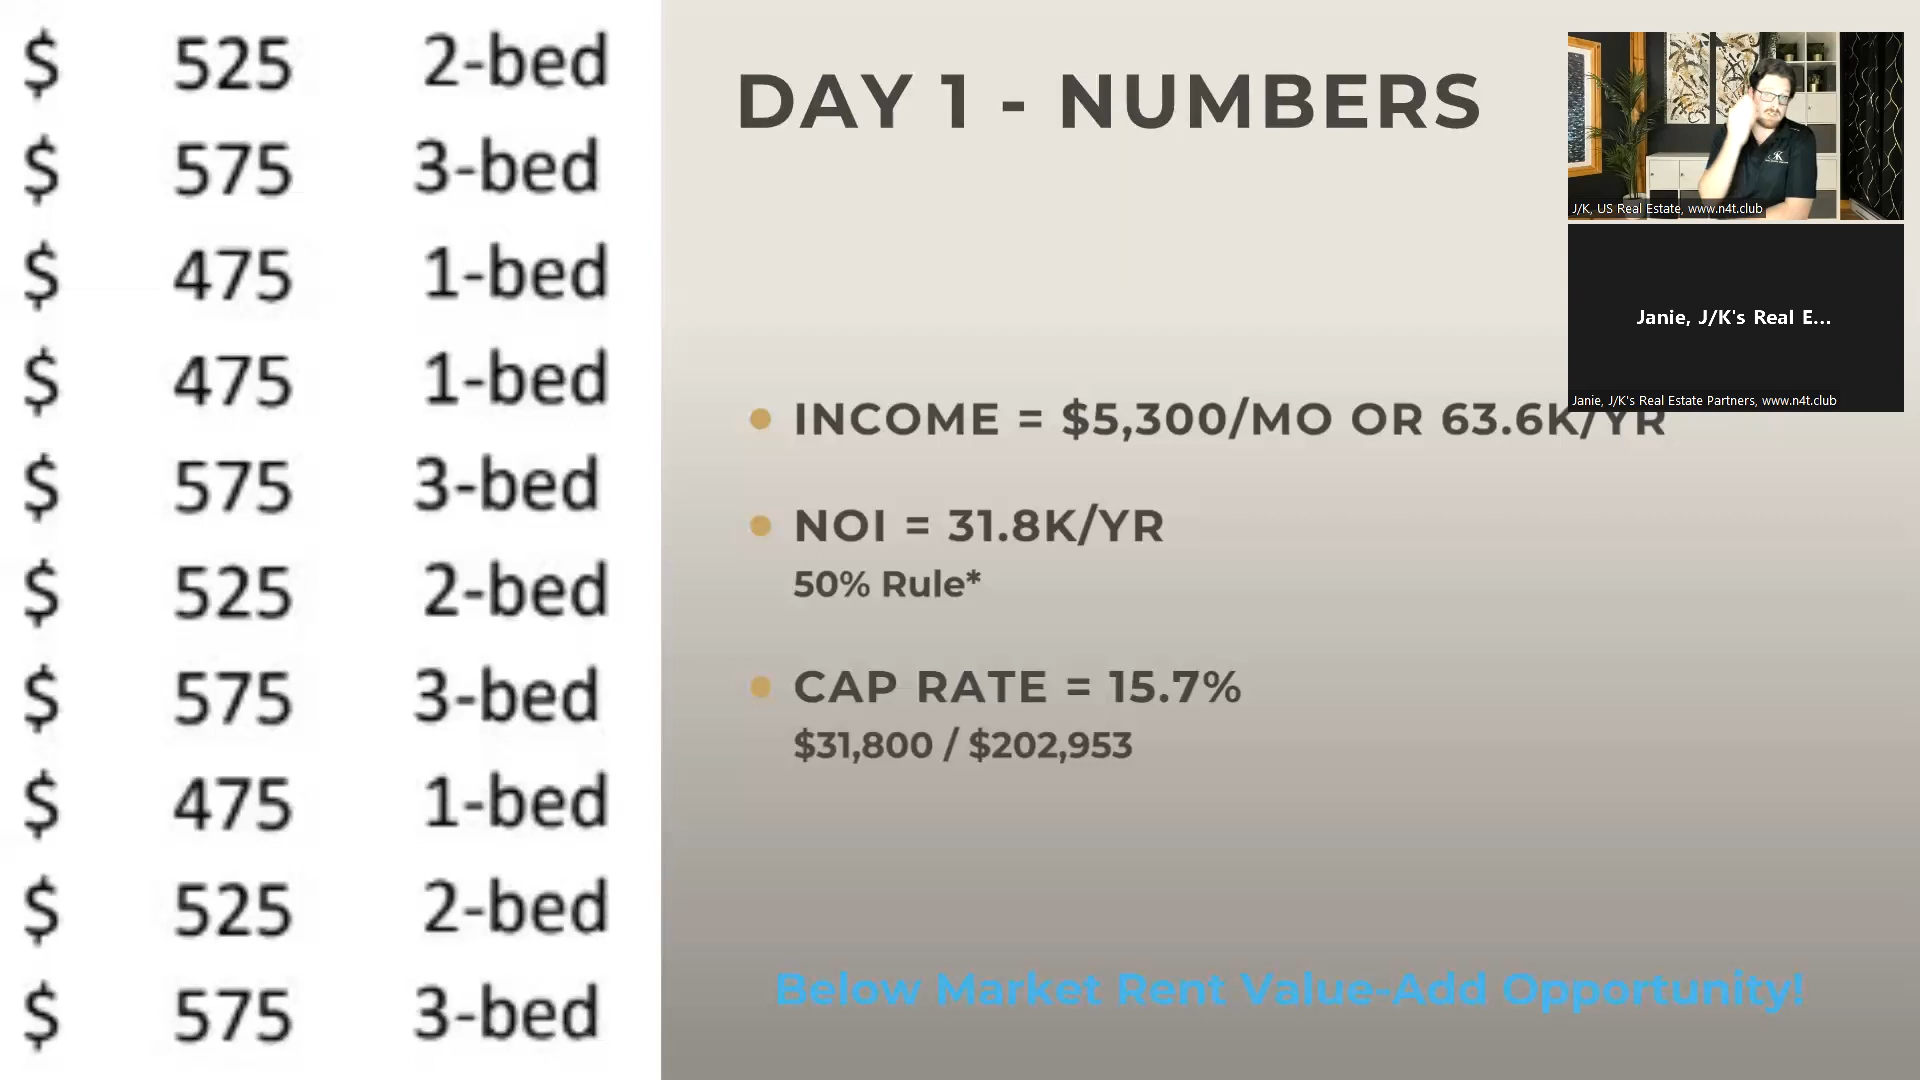 $ 525 2-bed
$ 575 3-bed
$ 475 1-bed
$ 475 1-bed
$ 575 3-bed
$ 525 2-bed
$ 575 3-bed
$ 475 1-bed
$ 525 2-bed
$ 575 3-bed
DAY 1 - NUMBERS
INCOME = $5,300/MO OR 63.6K/YR
NOI = 31.8K/YR
50% Rule*
CAP RATE = 15.7%
$31,800 / $202,953
Below Market Rent Value-Add Opportunity!
J/K, US Real Estate, www.n4t.club
Janie, J/K's Real E...
Janie, J/K's Real Estate Partners, www.n4t.club